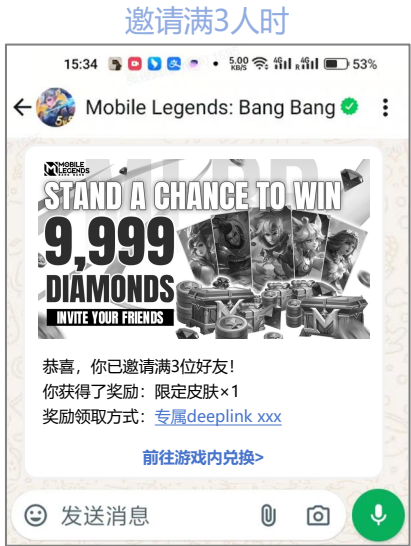 邀请满3人时
15:34
5.00 KB/S 4G R 4G 53%
Mobile Legends: Bang Bang
MOBILE
LEGENDS
BANG BANG
STAND A CHANCE TO WIN
9,999
DIAMONDS
INVITE YOUR FRIENDS
恭喜，你已邀请满3位好友！
你获得了奖励：限定皮肤×1
奖励领取方式：专属deeplink xxx
前往游戏内兑换>
发送消息